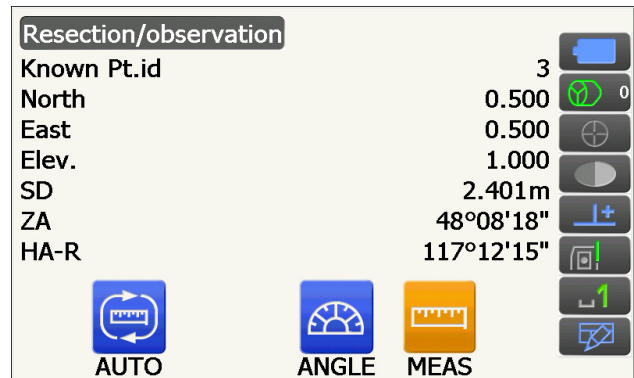 Resection/observation
Known Pt.id 3
North 0.500
East 0.500
Elev. 1.000
SD 2.401m
ZA 48°08'18"
HA-R 117°12'15"
0
1
AUTO ANGLE MEAS